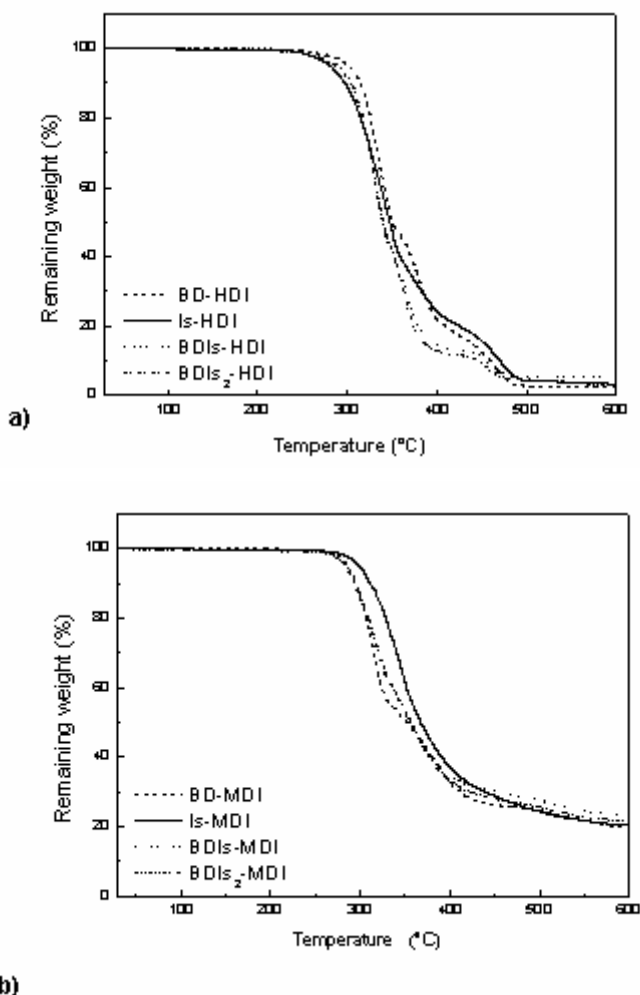 100
80
60
40
20
0
Remaining weight (%)
BD-HDI
Is-HDI
BDIs-HDI
BDIs2-HDI
100
200
300
400
500
600
Temperature (°C)
a)
100
80
60
40
20
0
Remaining weight (%)
BD-MDI
Is-MDI
BDIs-MDI
BDIs2-MDI
100
200
300
400
500
600
Temperature (°C)
b)